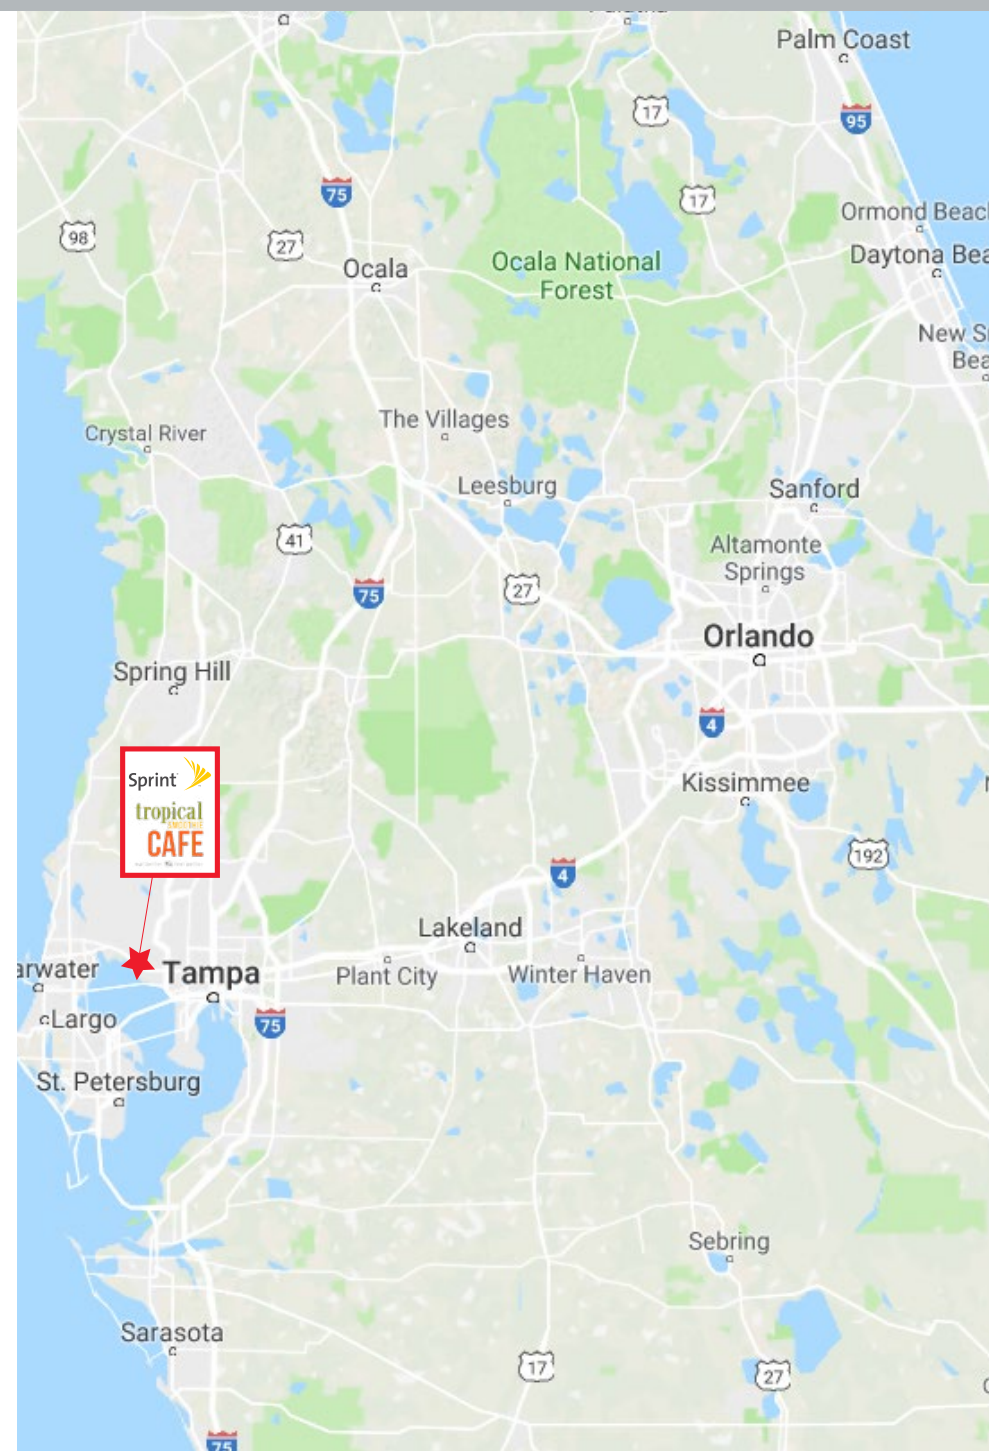 Palm Coast
17
95
75
17
Ormond Beac
98
27
Daytona Bea
Ocala
Ocala National
Forest
New S
Bea
The Villages
Crystal River
Leesburg
Sanford
41
Altamonte
Springs
75
27
Orlando
Spring Hill
4
Sprint
Kissimmee
tropical
SMOOTHIE
CAFE
192
4
Lakeland
arwater
Tampa
Plant City
Winter Haven
Largo
75
St. Petersburg
Sebring
Sarasota
17
27
75